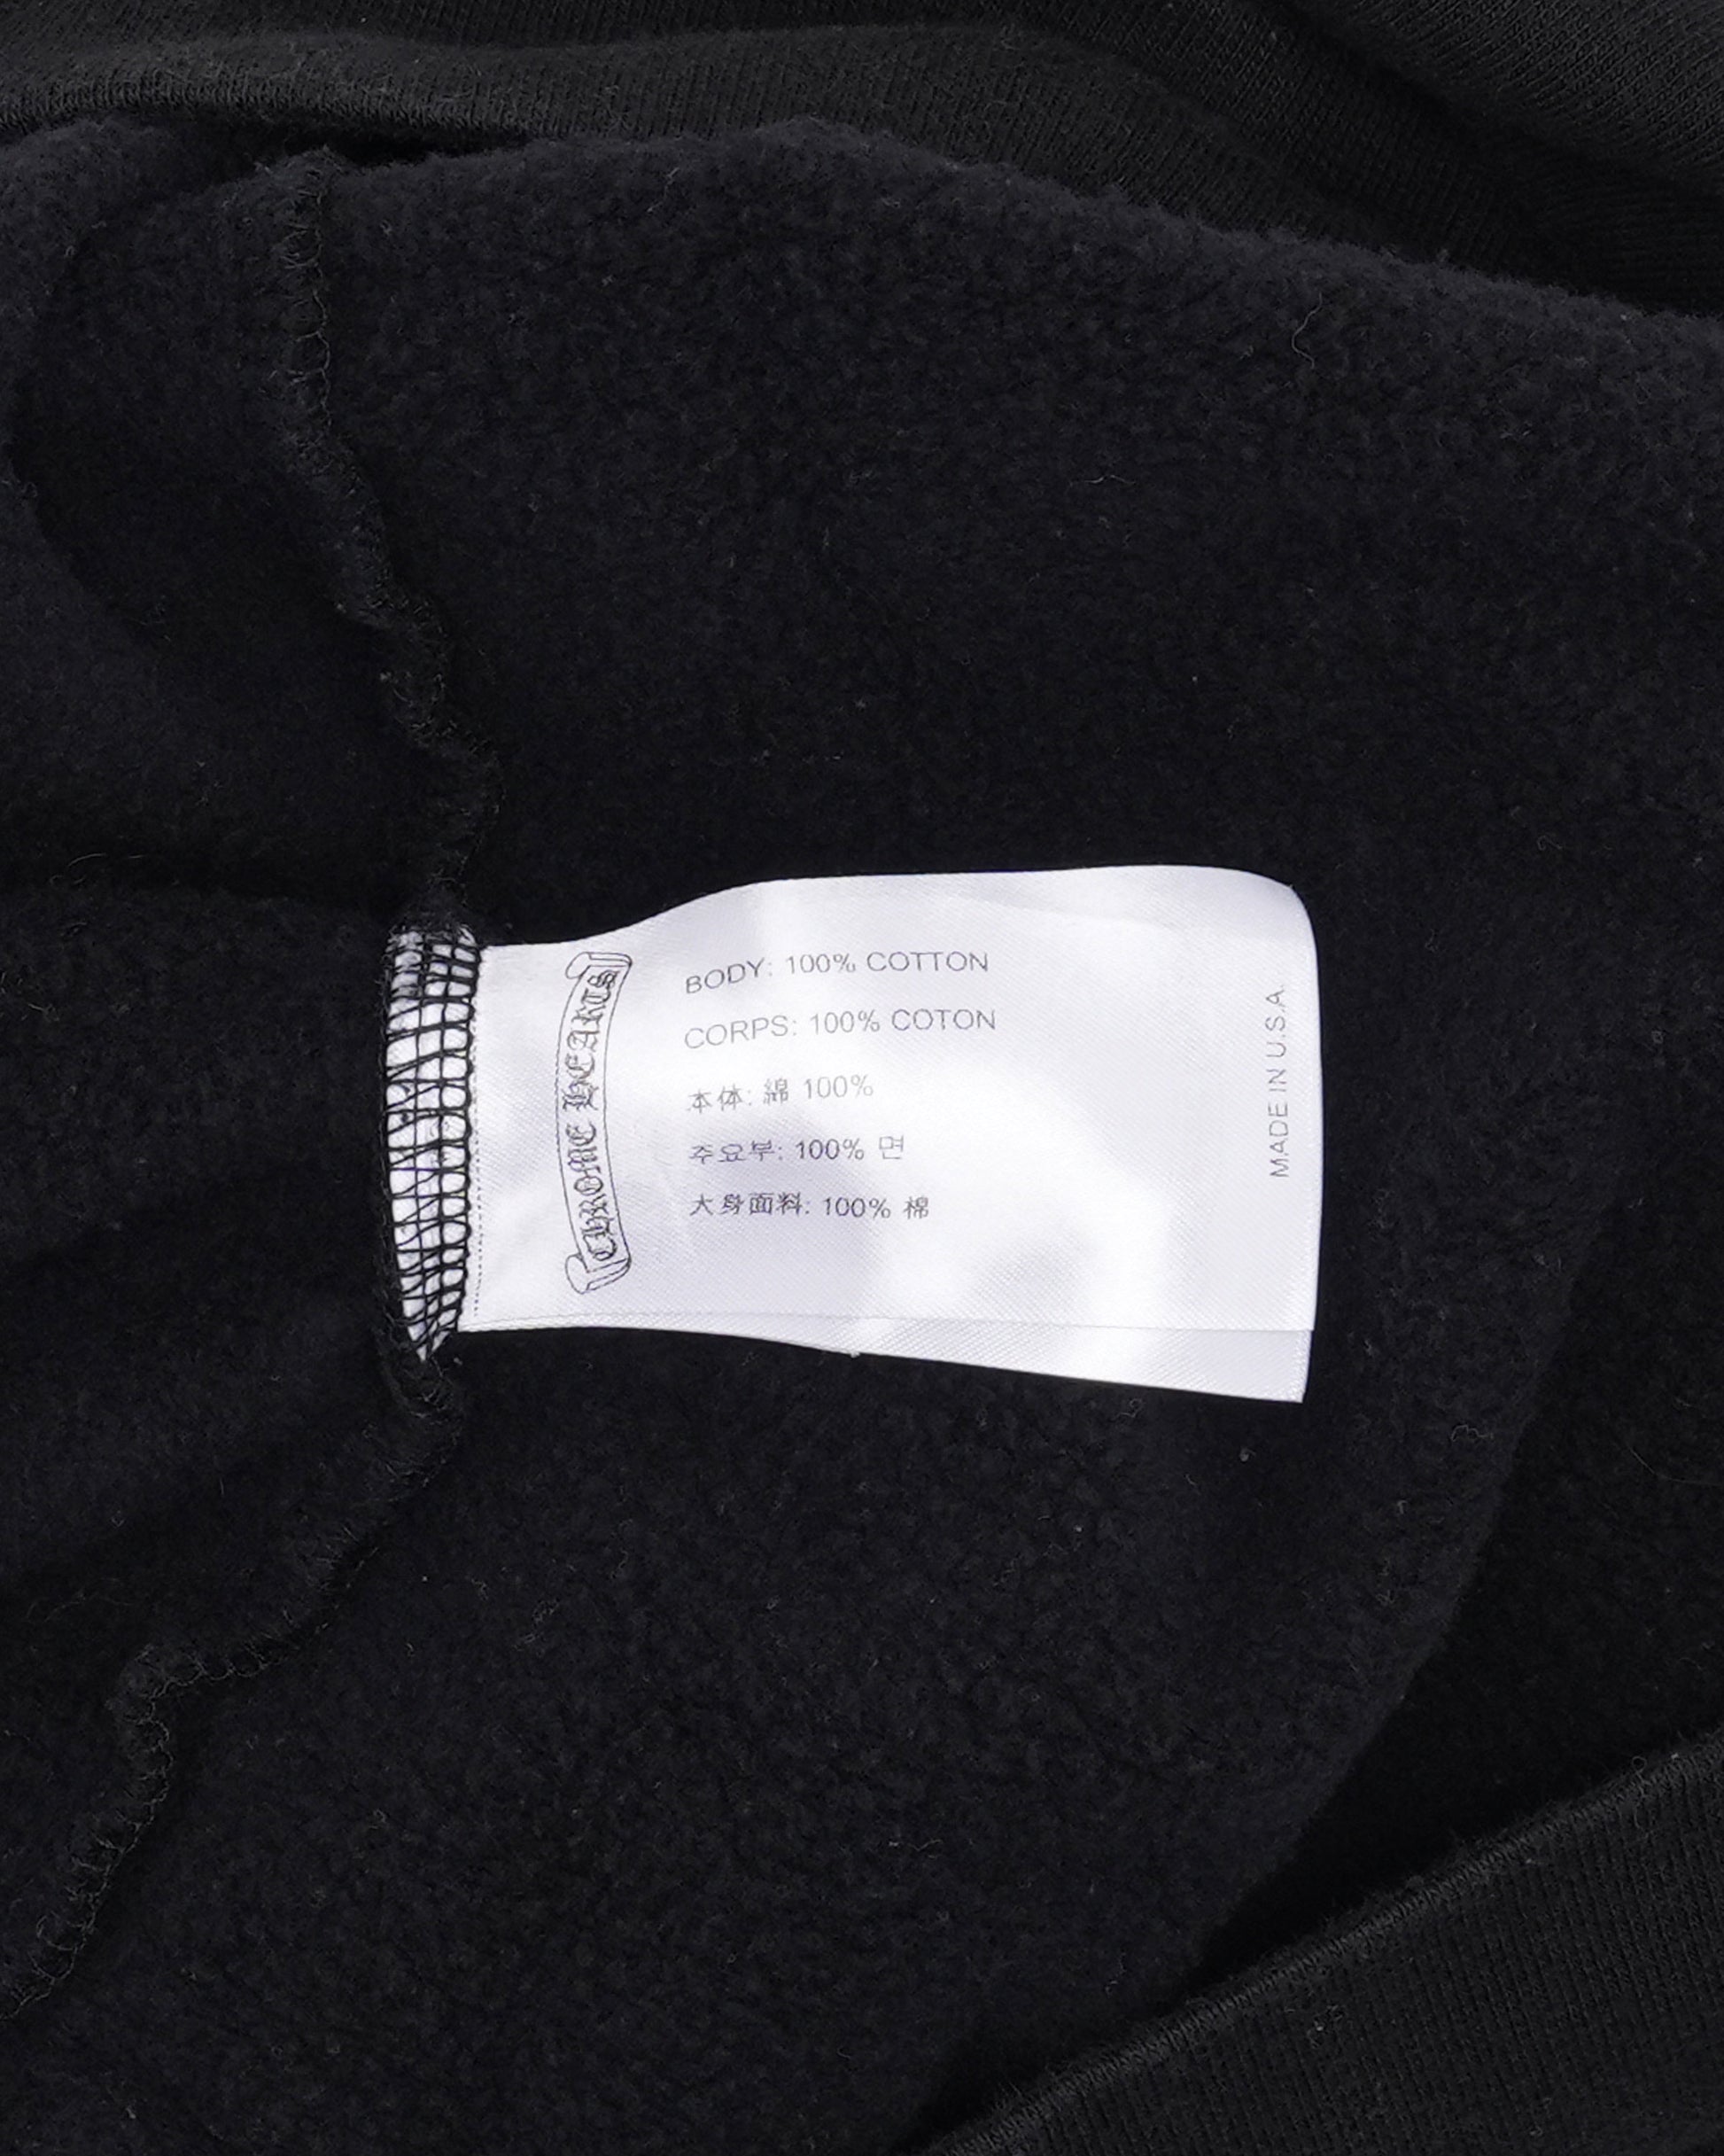 CHROME HEARTS
BODY: 100% COTTON
CORPS: 100% COTON
本体: 綿 100%
주요부: 100% 면
大身面料: 100% 棉
MADE IN U.S.A.